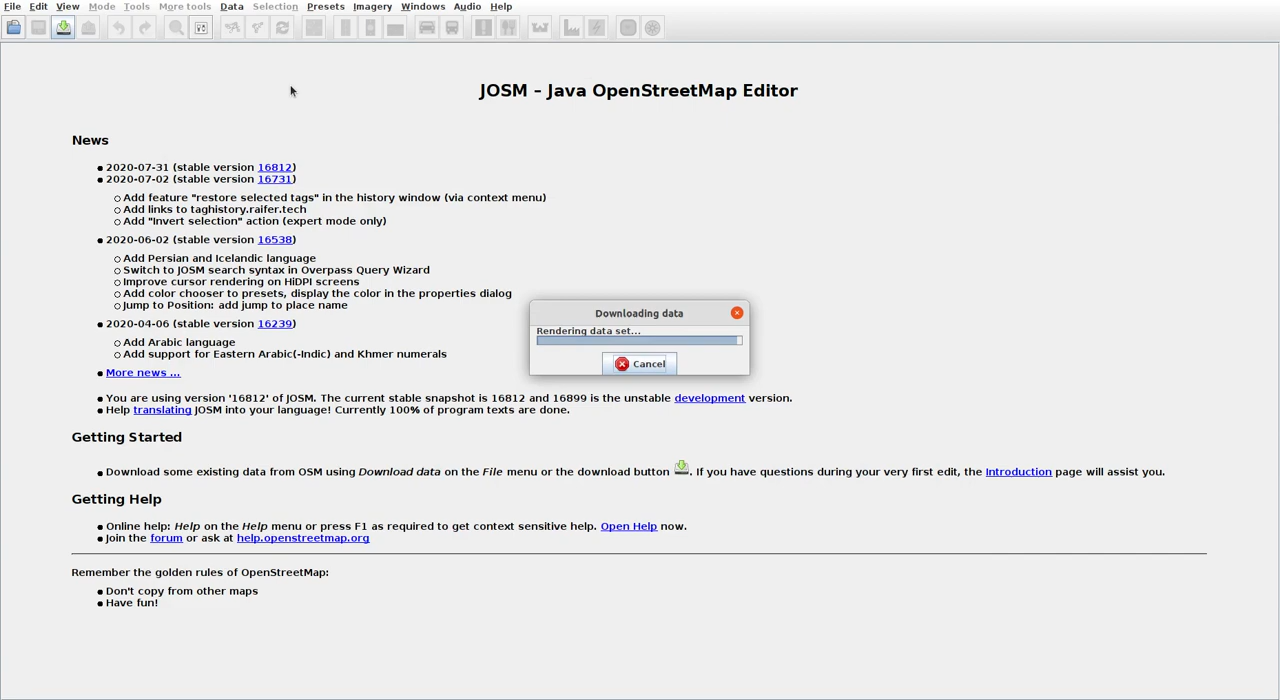 File Edit View Mode Tools More tools Data Selection Presets Imagery Windows Audio Help
JOSM – Java OpenStreetMap Editor
News
2020-07-31 (stable version 16812)
2020-07-02 (stable version 16731)
Add feature "restore selected tags" in the history window (via context menu)
Add links to taghistory.raifer.tech
Add "Invert selection" action (expert mode only)
2020-06-02 (stable version 16538)
Add Persian and Icelandic language
Switch to JOSM search syntax in Overpass Query Wizard
Improve cursor rendering on HiDPI screens
Add color chooser to presets, display the color in the properties dialog
Jump to Position: add jump to place name
2020-04-06 (stable version 16239)
Add Arabic language
Add support for Eastern Arabic(-Indic) and Khmer numerals
More news ...
Downloading data
Rendering data set...
Cancel
You are using version '16812' of JOSM. The current stable snapshot is 16812 and 16899 is the unstable development version.
Help translating JOSM into your language! Currently 100% of program texts are done.
Getting Started
Download some existing data from OSM using Download data on the File menu or the download button . If you have questions during your very first edit, the Introduction page will assist you.
Getting Help
Online help: Help on the Help menu or press F1 as required to get context sensitive help. Open Help now.
Join the forum or ask at help.openstreetmap.org
Remember the golden rules of OpenStreetMap:
Don't copy from other maps
Have fun!